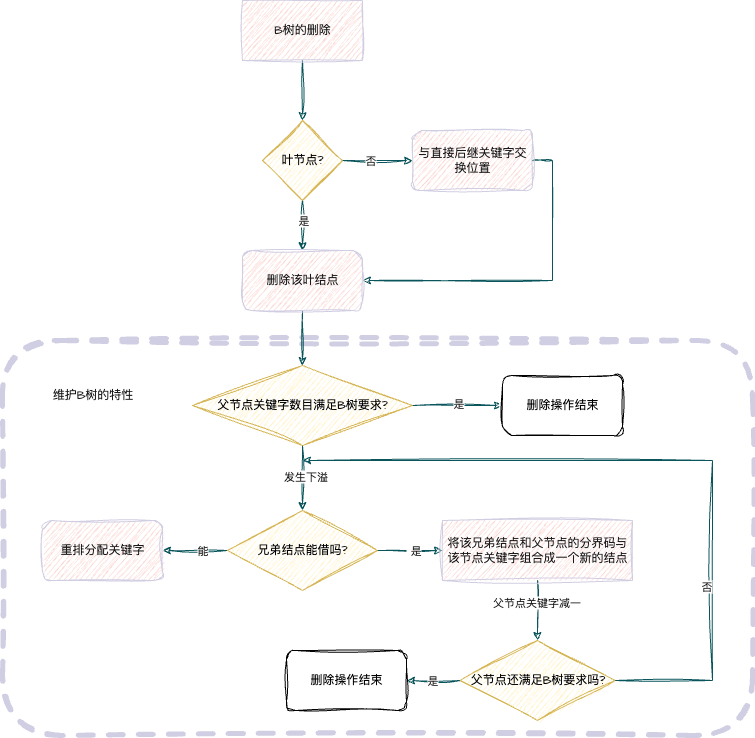 B树的删除
叶节点?
否
与直接后继关键字交
换位置
是
删除该叶结点
维护B树的特性
父节点关键字数目满足B树要求?
是
删除操作结束
发生下溢
重排分配关键字
能
兄弟结点能借吗?
是
将该兄弟结点和父节点的分界码与
该节点关键字组合成一个新的结点
否
父节点关键字减一
删除操作结束
是
父节点还满足B树要求吗?